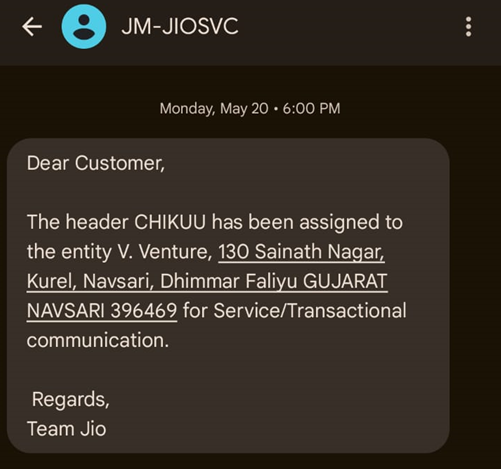 JM-JIOSVC
Monday, May 20 • 6:00 PM
Dear Customer,
The header CHIKUU has been assigned to
the entity V. Venture, 130 Sainath Nagar,
Kurel, Navsari, Dhimmar Faliyu GUJARAT
NAVSARI 396469 for Service/Transactional
communication.
Regards,
Team Jio